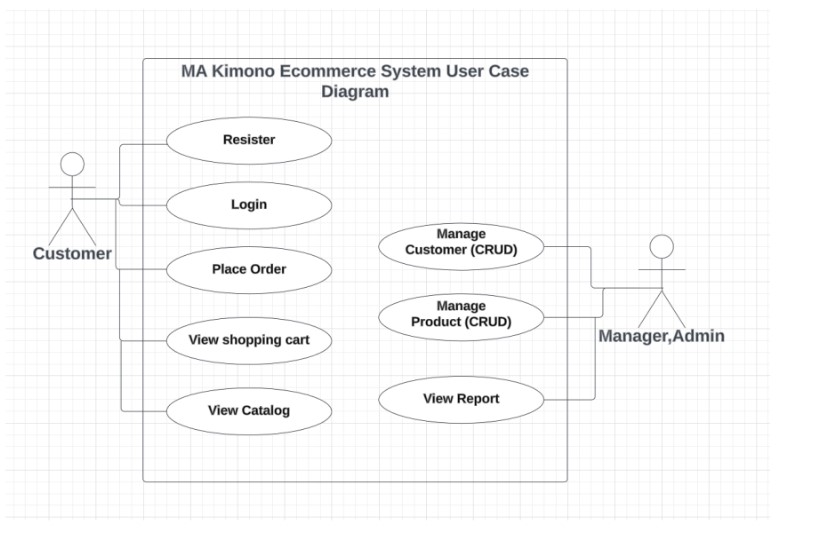 MA Kimono Ecommerce System User Case
Diagram
Resister
Login
Place Order
View shopping cart
View Catalog
Customer
Manage
Customer (CRUD)
Manage
Product (CRUD)
View Report
Manager,Admin